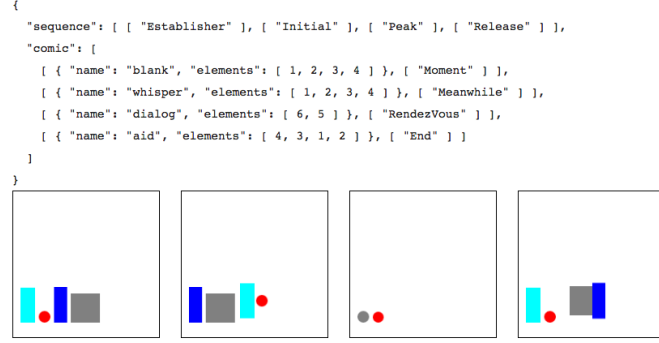 {
"sequence": [ [ "Establisher" ], [ "Initial" ], [ "Peak" ], [ "Release" ] ],
"comic": [
[ { "name": "blank", "elements": [ 1, 2, 3, 4 ] }, [ "Moment" ] ],
[ { "name": "whisper", "elements": [ 1, 2, 3, 4 ] }, [ "Meanwhile" ] ],
[ { "name": "dialog", "elements": [ 6, 5 ] }, [ "RendezVous" ] ],
[ { "name": "aid", "elements": [ 4, 3, 1, 2 ] }, [ "End" ] ]
]
}